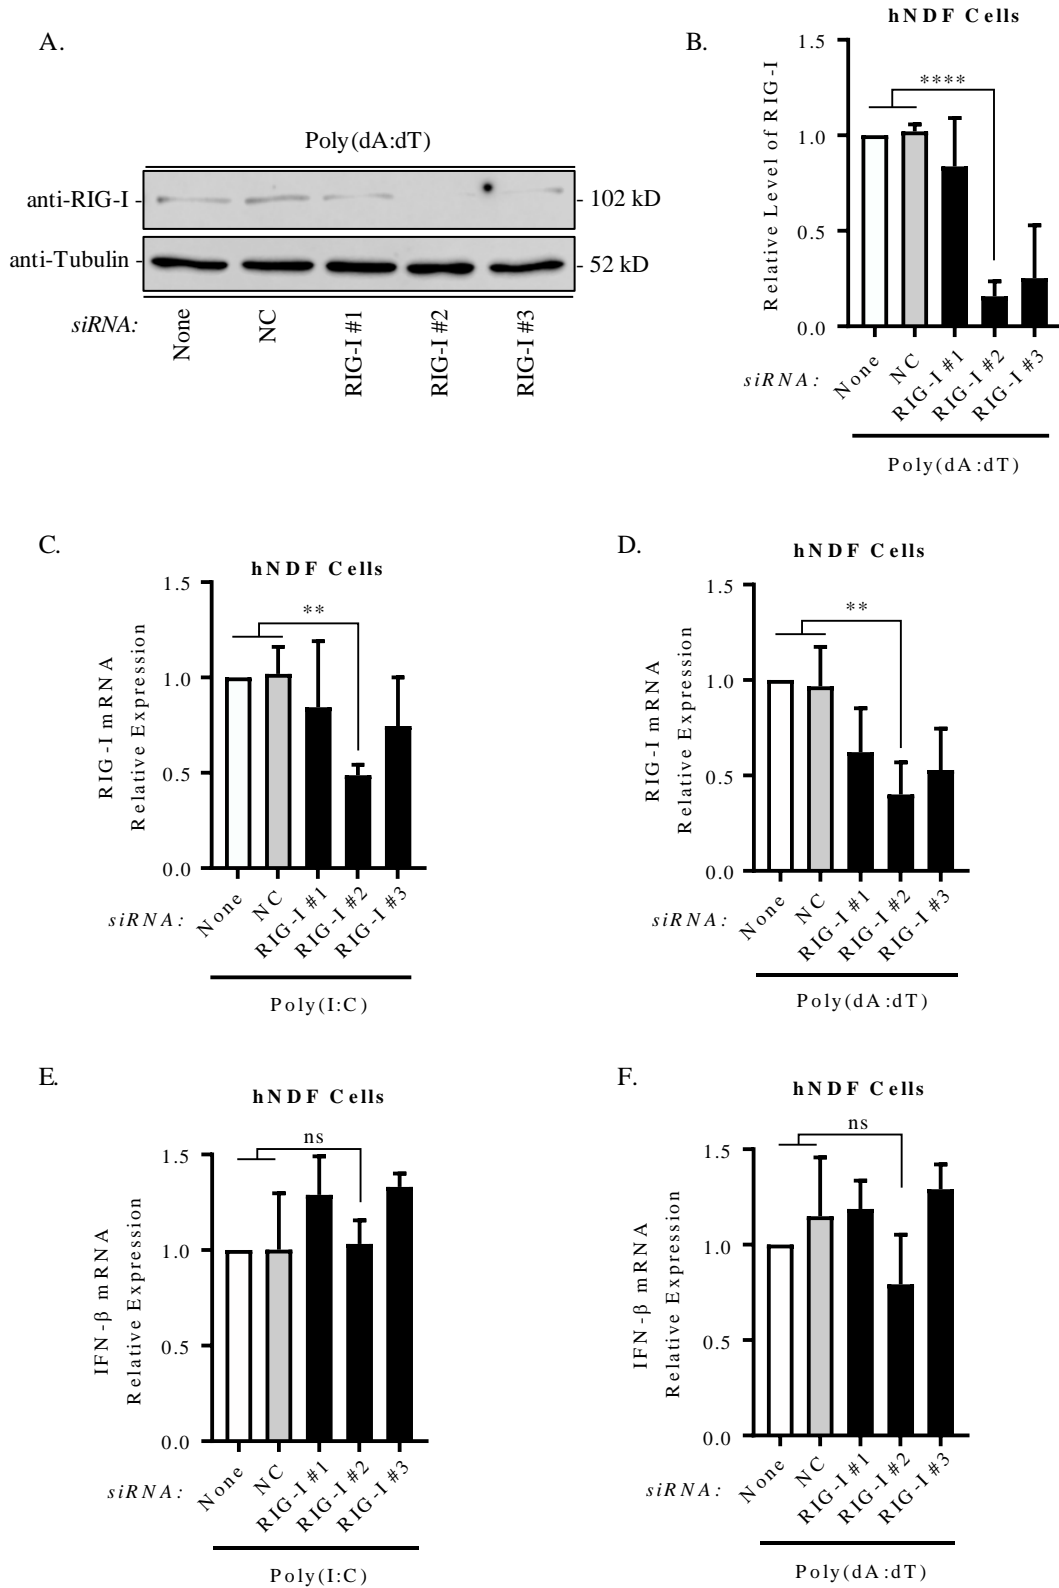 A.
Poly(dA:dT)
anti-RIG-I -
- 102 kD
anti-Tubulin -
- 52 kD
siRNA:
None
NC
RIG-I #1
RIG-I #2
RIG-I #3
B.
hNDF Cells
Relative Level of RIG-I
1.5
1.0
0.5
0.0
****
siRNA:
None
NC
RIG-I #1
RIG-I #2
RIG-I #3
Poly(dA:dT)
C.
hNDF Cells
RIG-I mRNA
Relative Expression
1.5
1.0
0.5
0.0
**
siRNA:
None
NC
RIG-I #1
RIG-I #2
RIG-I #3
Poly(I:C)
D.
hNDF Cells
RIG-I mRNA
Relative Expression
1.5
1.0
0.5
0.0
**
siRNA:
None
NC
RIG-I #1
RIG-I #2
RIG-I #3
Poly(dA:dT)
E.
hNDF Cells
IFN-β mRNA
Relative Expression
1.5
1.0
0.5
0.0
ns
siRNA:
None
NC
RIG-I #1
RIG-I #2
RIG-I #3
Poly(I:C)
F.
hNDF Cells
IFN-β mRNA
Relative Expression
1.5
1.0
0.5
0.0
ns
siRNA:
None
NC
RIG-I #1
RIG-I #2
RIG-I #3
Poly(dA:dT)